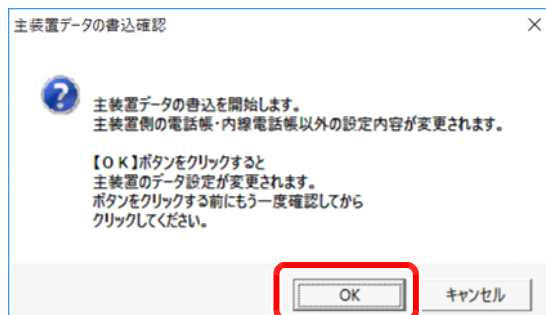 主装置データの書込確認
主装置データの書込を開始します。
主装置側の電話帳・内線電話帳以外の設定内容が変更されます。
【OK】ボタンをクリックすると
主装置のデータ設定が変更されます。
ボタンをクリックする前にもう一度確認してから
クリックしてください。
OK
キャンセル